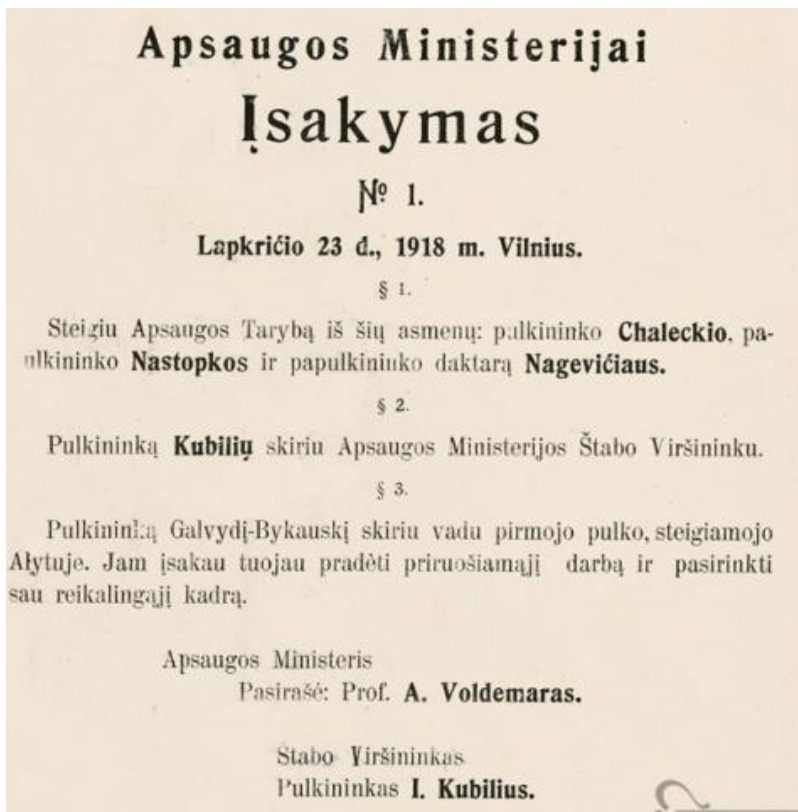 Apsaugos Ministerijai
Įsakymas
№ 1.
Lapkrićio 23 d., 1918 m. Vilnius.
§ 1.
Steigiu Apsaugos Tarybą iš šių asmenų: pulkininko Chaleckio, pa-
pulkininko Nastopkos ir papulkininko daktarą Nagevićiaus.
§ 2.
Pulkininką Kubilių skiriu Apsaugos Ministerijos Štabo Viršininku.
§ 3.
Pulkininką Galvydį-Bykauskį skiriu vadu pirmojo pulko, steigiamojo
Alytuje. Jam įsakau tuojau pradėti priruošiamąjį darbą ir pasirinkti
sau reikalingąjį kadrą.
Apsaugos Ministeris
Pasirašė: Prof. A. Voldemaras.
Štabo Viršininkas
Pulkininkas I. Kubilius.